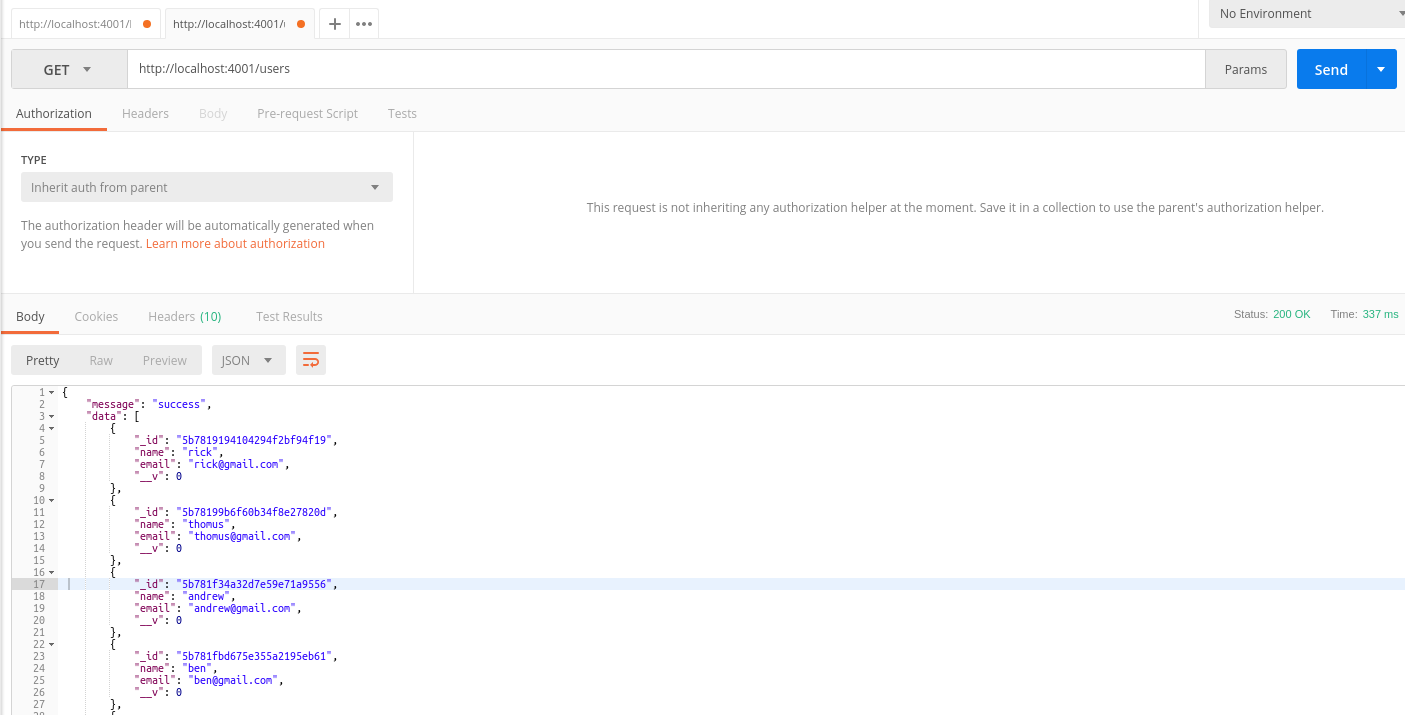 http://localhost:4001/ http://localhost:4001/
No Environment
GET http://localhost:4001/users Params Send
Authorization Headers Body Pre-request Script Tests
TYPE
Inherit auth from parent
The authorization header will be automatically generated when
you send the request. Learn more about authorization
This request is not inheriting any authorization helper at the moment. Save it in a collection to use the parent's authorization helper.
Body Cookies Headers (10) Test Results Status: 200 OK Time: 337 ms
Pretty Raw Preview JSON
1 {
2 "message": "success",
3 "data": [
4 {
5 "_id": "5b7819194104294f2bf94f19",
6 "name": "rick",
7 "email": "rick@gmail.com",
8 "__v": 0
9 },
10 {
11 "_id": "5b78199b6f60b34f8e27820d",
12 "name": "thomus",
13 "email": "thomus@gmail.com",
14 "__v": 0
15 },
16 {
17 "_id": "5b781f34a32d7e59e71a9556",
18 "name": "andrew",
19 "email": "andrew@gmail.com",
20 "__v": 0
21 },
22 {
23 "_id": "5b781fbd675e355a2195eb61",
24 "name": "ben",
25 "email": "ben@gmail.com",
26 "__v": 0
27 },
28 {